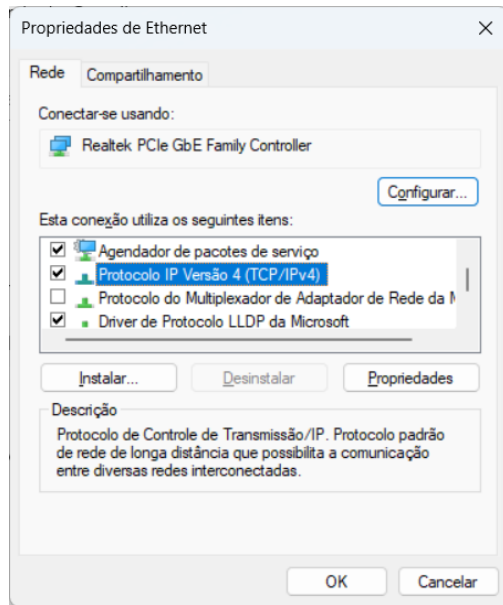 Propriedades de Ethernet
Rede Compartilhamento
Conectar-se usando:
Realtek PCIe GbE Family Controller
Configurar...
Esta conexão utiliza os seguintes itens:
Agendador de pacotes de serviço
Protocolo IP Versão 4 (TCP/IPv4)
Protocolo do Multiplexador de Adaptador de Rede da
Driver de Protocolo LLDP da Microsoft
Instalar... Desinstalar Propriedades
Descrição
Protocolo de Controle de Transmissão/IP. Protocolo padrão
de rede de longa distância que possibilita a comunicação
entre diversas redes interconectadas.
OK Cancelar